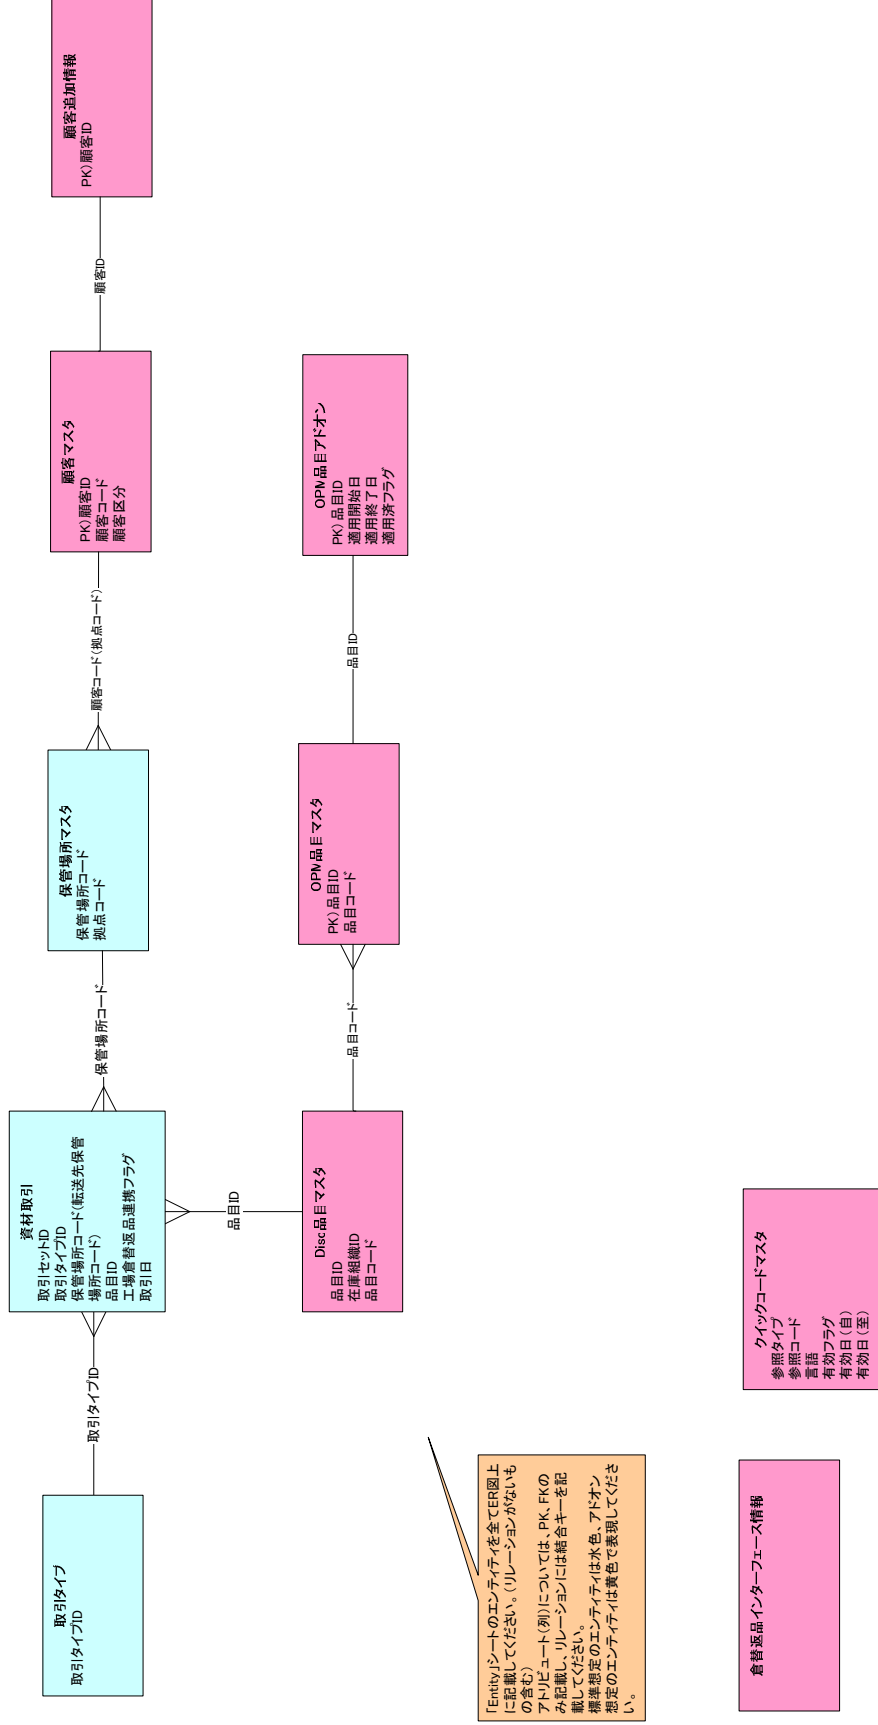 取引タイプ
取引タイプID
取引タイプID
資材取引
取引セットID
取引タイプID
保管場所コード(転送先保管
場所コード)
品目ID
工場倉替返品連携フラグ
取引日
保管場所コード
保管場所マスタ
保管場所コード
拠点コード
顧客コード(拠点コード)
顧客マスタ
PK)顧客ID
顧客コード
顧客区分
顧客ID
顧客追加情報
PK)顧客ID
品目ID
Disc品目マスタ
品目ID
在庫組織ID
品目コード
品目コード
OPM品目マスタ
PK)品目ID
品目コード
品目ID
OPM品目アドオン
PK)品目ID
適用開始日
適用終了日
適用済フラグ
「Entity」シートのエンティティを全てER図上
に記載してください。(リレーションがないも
の含む)
アトリビュート(列)については、PK、FKの
み記載し、リレーションには結合キーを記
載してください。
標準想定のエンティティは水色、アドオン
想定のエンティティは黄色で表現してくださ
い。
倉替返品インターフェース情報
クイックコードマスタ
参照タイプ
参照コード
言語
有効フラグ
有効日(自)
有効日(至)